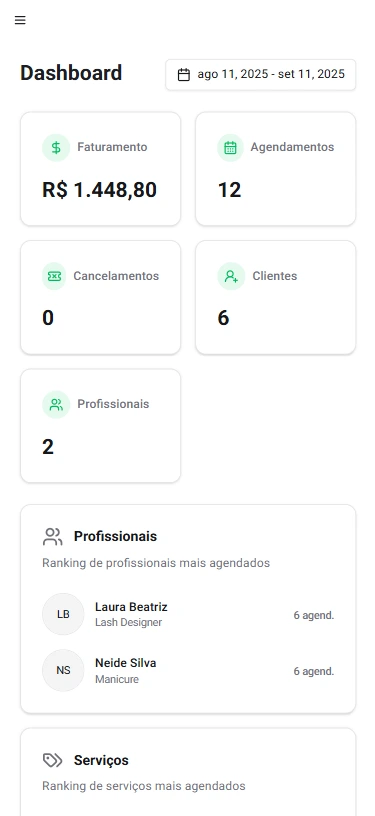 Dashboard
ago 11, 2025 - set 11, 2025
Faturamento
R$ 1.448,80
Agendamentos
12
Cancelamentos
0
Clientes
6
Profissionais
2
Profissionais
Ranking de profissionais mais agendados
LB
Laura Beatriz
Lash Designer
6 agend.
NS
Neide Silva
Manicure
6 agend.
Serviços
Ranking de serviços mais agendados